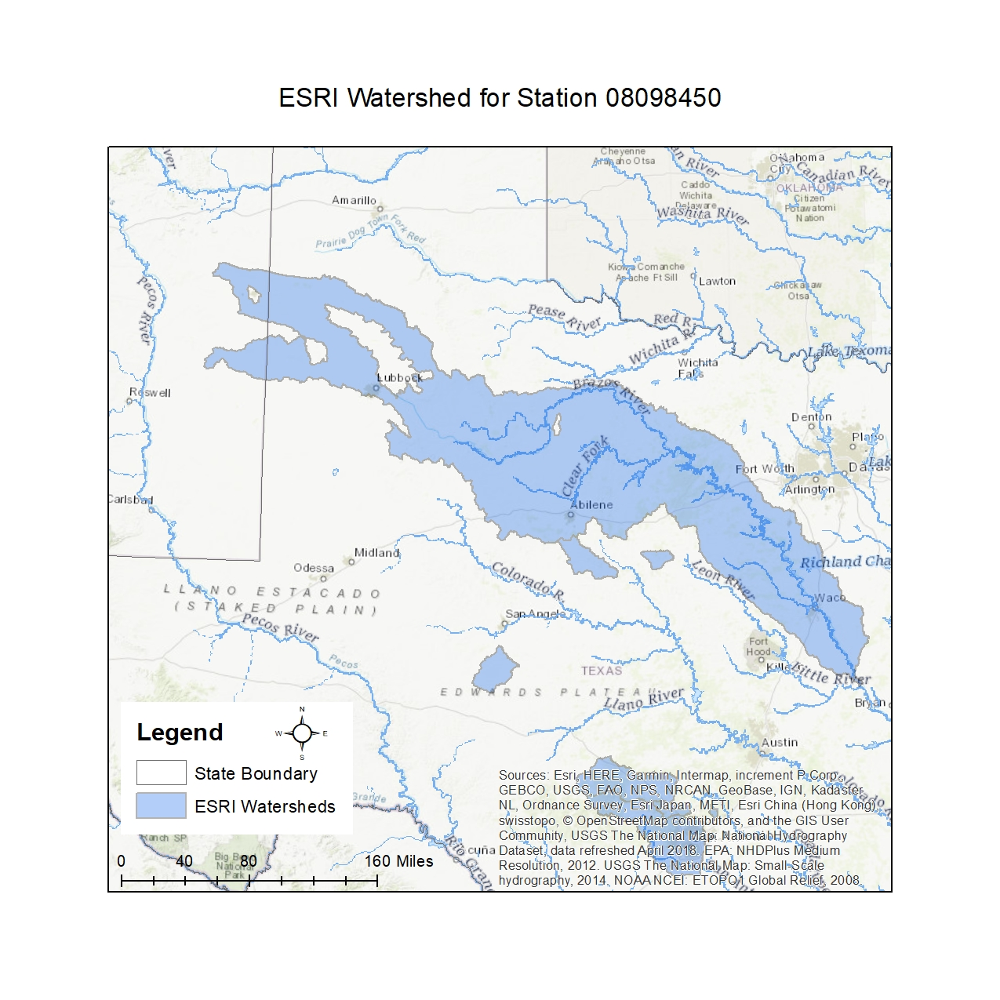 ESRI Watershed for Station 08098450
Cheyenne
Arapaho Otsa
Oklahoma
City
Canadian River
Caddo
Wichita
Delaware
OKLAHOMA
Citizen
Potawatomi
Nation
Washita River
Amarillo
Prairie Dog Town Fork Red
Kiowa Comanche
Apache Ft Sill
Lawton
Chickasaw
Otsa
Pecos River
Pease River
Red R.
Wichita R.
Lake Texoma
Wichita
Falls
Lubbock
Brazos River
Roswell
Denton
Plano
Clear Fork
Fort Worth
Dallas
Lak
Arlington
Carlsbad
Abilene
Midland
Odessa
Richland Cha
Colorado R.
Leon River
LLANO ESTACADO
(STAKED PLAIN)
Waco
San Angelo
Pecos River
Pecos
Fort
Hood
Kille
TEXAS
Little River
EDWARDS PLATEAU
Llano River
Bryan
Austin
Legend
N
W E
S
State Boundary
ESRI Watersheds
Grande
Colorado
Rio Gran
cuña
anch SP
Big Bend
National
Park
0 40 80 160 Miles
Sources: Esri, HERE, Garmin, Intermap, increment P Corp.,
GEBCO, USGS, FAO, NPS, NRCAN, GeoBase, IGN, Kadaster
NL, Ordnance Survey, Esri Japan, METI, Esri China (Hong Kong),
swisstopo, © OpenStreetMap contributors, and the GIS User
Community, USGS The National Map: National Hydrography
Dataset, data refreshed April 2018. EPA: NHDPlus Medium
Resolution, 2012. USGS The National Map: Small-Scale
hydrography, 2014. NOAA NCEI: ETOPO1 Global Relief, 2008.